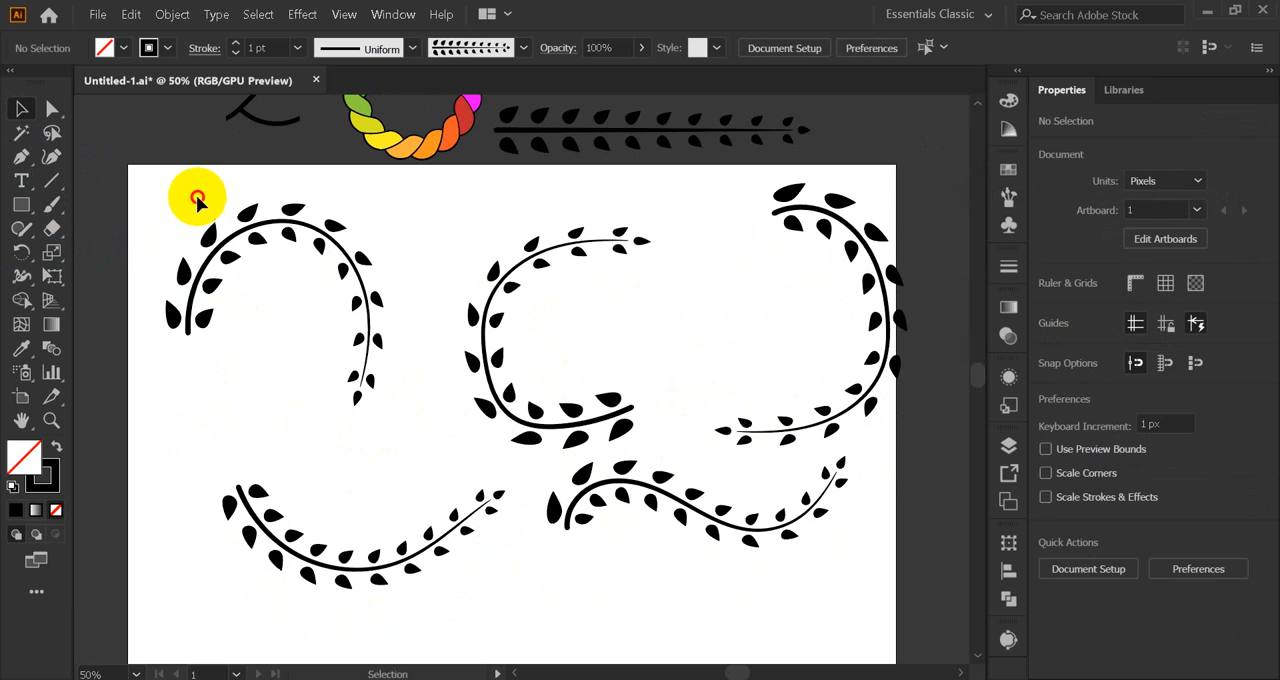 Ai File Edit Object Type Select Effect View Window Help Essentials Classic Search Adobe Stock
No Selection Stroke: 1 pt Uniform Opacity: 100% Style: Document Setup Preferences
Untitled-1.ai* @ 50% (RGB/GPU Preview)
Properties Libraries
No Selection
Document
Units: Pixels
Artboard: 1
Edit Artboards
Ruler & Grids
Guides
Snap Options
Preferences
Keyboard Increment: 1 px
Use Preview Bounds
Scale Corners
Scale Strokes & Effects
Quick Actions
Document Setup Preferences
50% 1 Selection